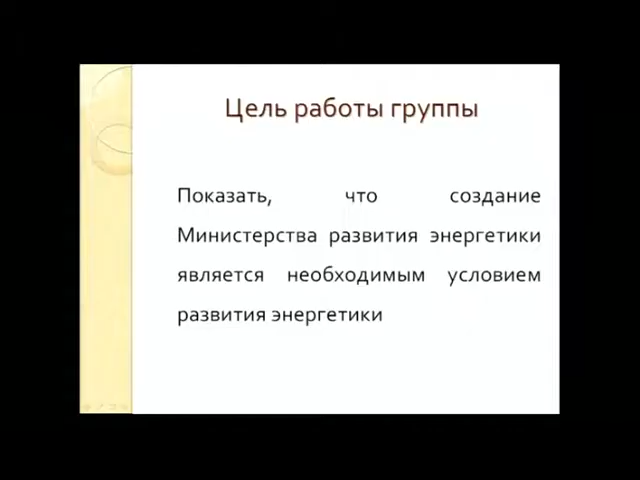 Цель работы группы
Показать, что создание
Министерства развития энергетики
является необходимым условием
развития энергетики